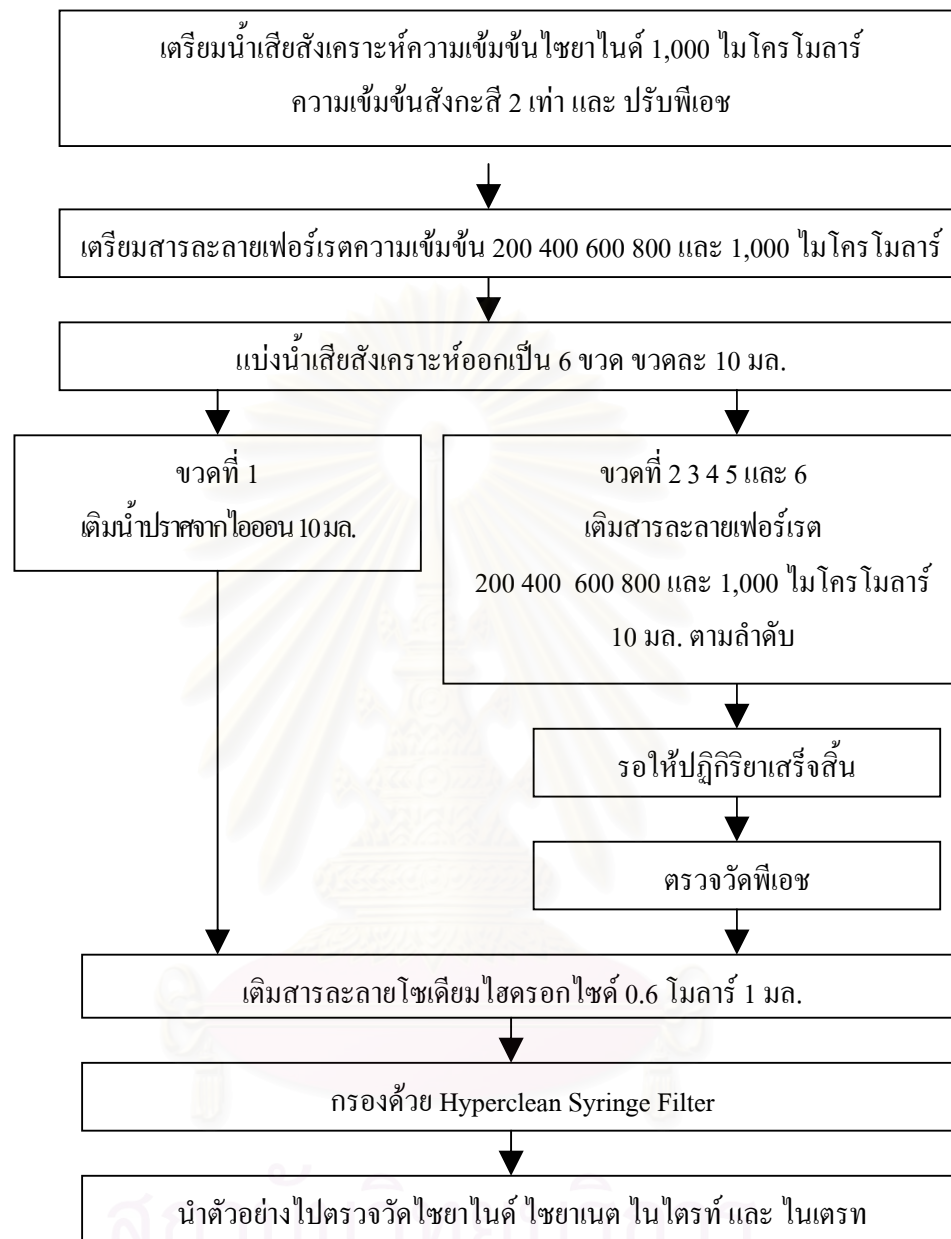 เตรียมน้ำเสียสังเคราะห์ความเข้มข้นไซยาไนด์ 1,000 ไมโครโมลาร์
ความเข้มข้นสังกะสี 2 เท่า และ ปรับพีเอช
เตรียมสารละลายเฟอร์เรตความเข้มข้น 200 400 600 800 และ 1,000 ไมโครโมลาร์
แบ่งน้ำเสียสังเคราะห์ออกเป็น 6 ขวด ขวดละ 10 มล.
ขวดที่ 1
เติมน้ำปราศจากไอออน 10 มล.
ขวดที่ 2 3 4 5 และ 6
เติมสารละลายเฟอร์เรต
200 400 600 800 และ 1,000 ไมโครโมลาร์
10 มล. ตามลำดับ
รอให้ปฏิกิริยาเสร็จสิ้น
ตรวจวัดพีเอช
เติมสารละลายโซเดียมไฮดรอกไซด์ 0.6 โมลาร์ 1 มล.
กรองด้วย Hyperclean Syringe Filter
นำตัวอย่างไปตรวจวัดไซยาไนด์ ไซยาเนต ไนไตรท์ และ ไนเตรท